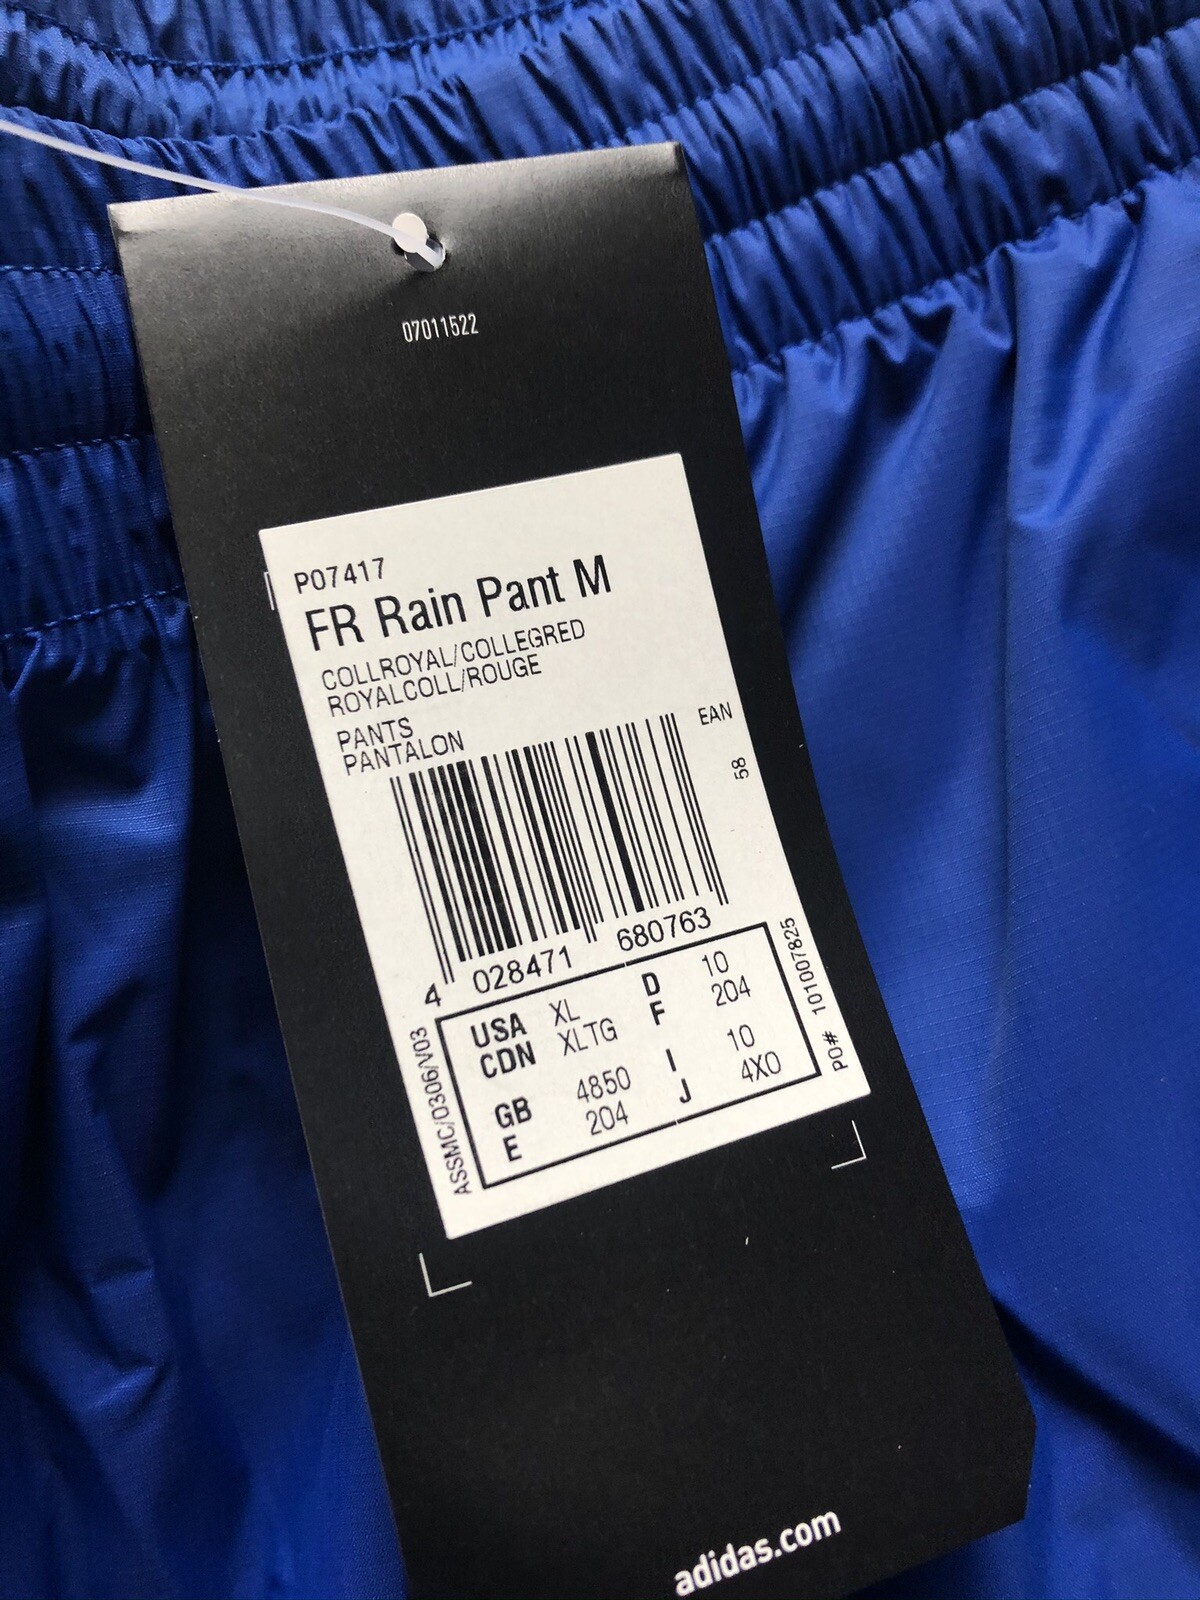 07011522
P07417
FR Rain Pant M
COLLROYAL/COLLEGRED
ROYALCOLL/ROUGE
PANTS
PANTALON
EAN
58
4 028471 680763
USA XL D 10
CDN XLTG F 204
GB 4850 I 10
E 204 J 4XO
ASSMC/0306/V03
PO# 101007825
adidas.com